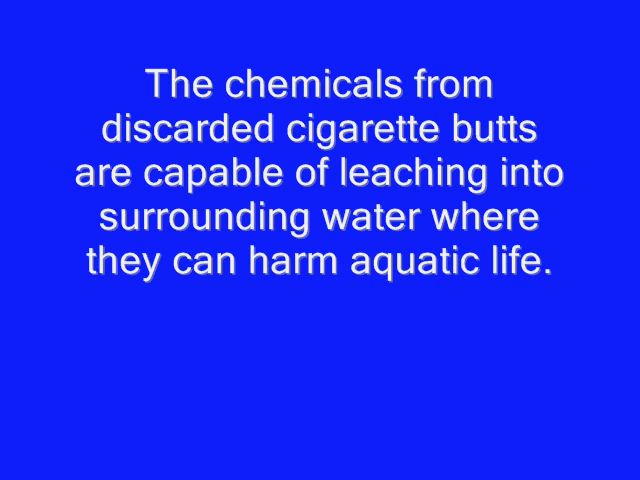 The chemicals from
discarded cigarette butts
are capable of leaching into
surrounding water where
they can harm aquatic life.